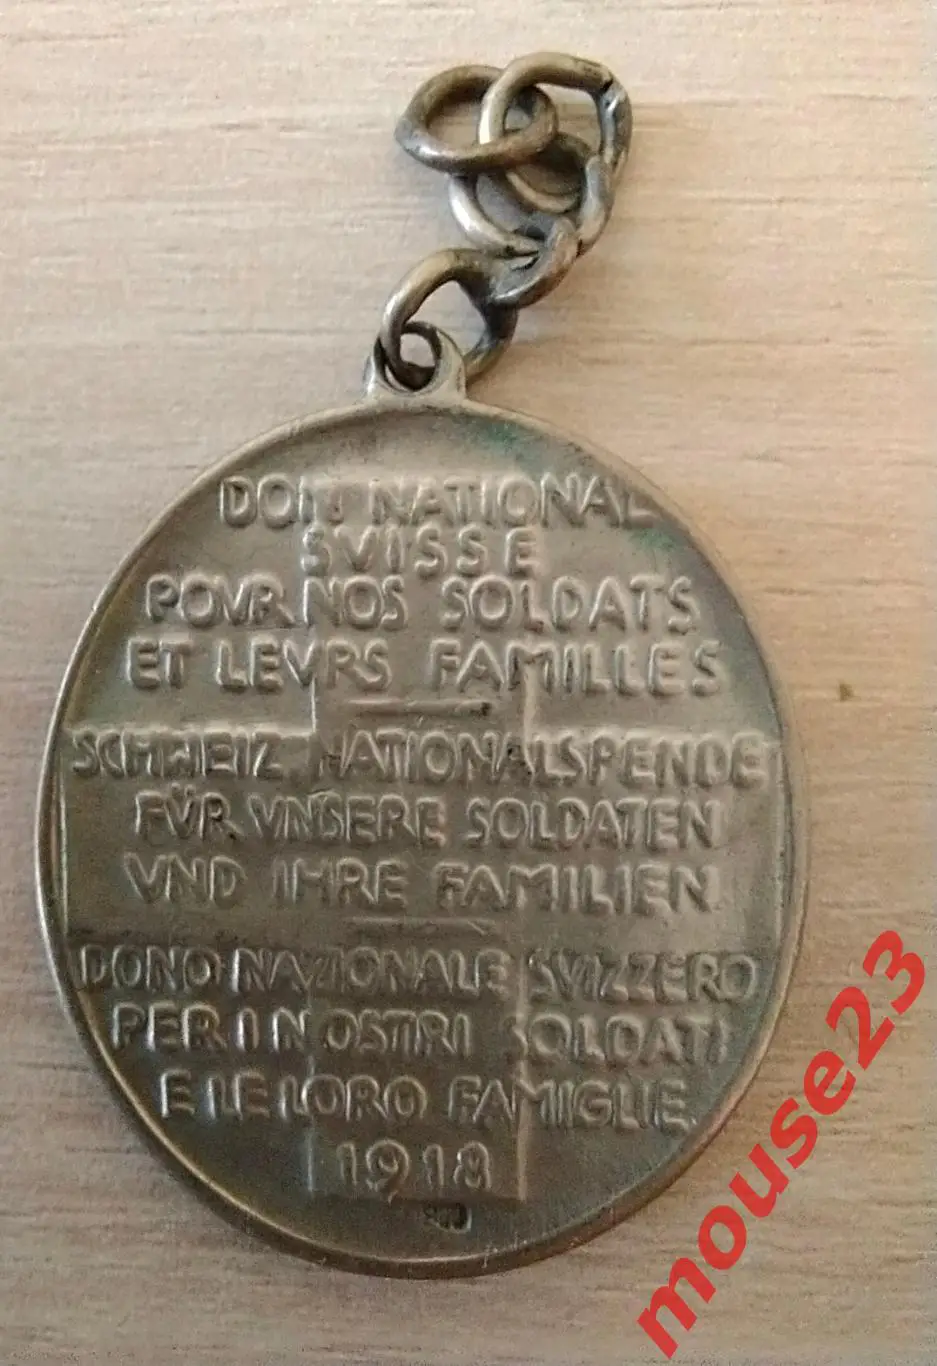 DON NATIONAL
SVISSE
POVR NOS SOLDATS
ET LEVRS FAMILLES
SCHWEIZ. NATIONALSPENDE
FÜR VNSERE SOLDATEN
VND IHRE FAMILIEN
DONO NAZIONALE SVIZZERO
PER I NOSTRI SOLDATI
E LE LORO FAMIGLIE
1918
mouse23